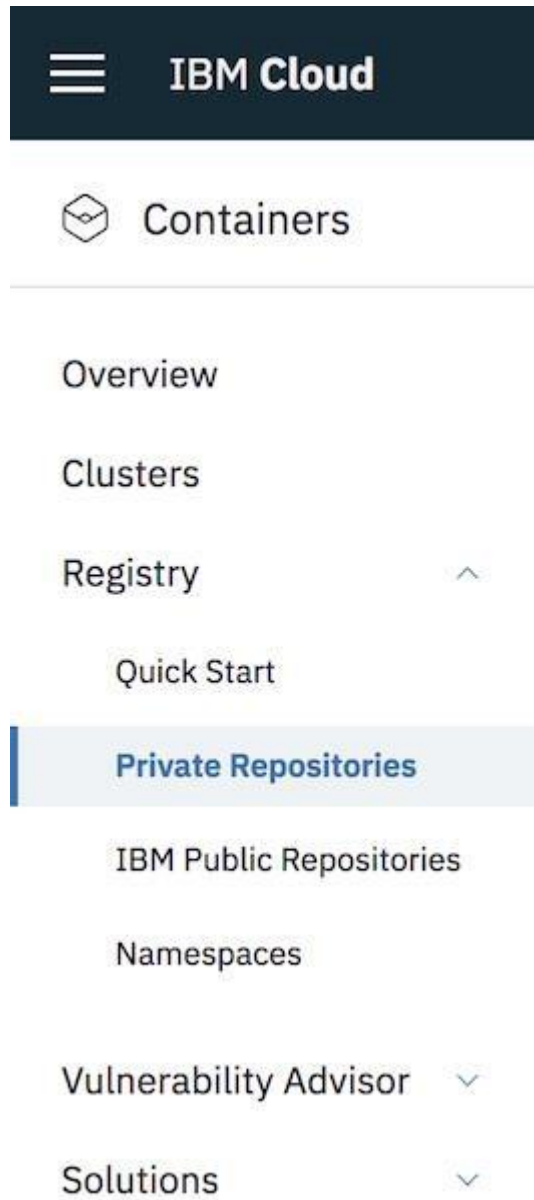 IBM Cloud
Containers
Overview
Clusters
Registry
Quick Start
Private Repositories
IBM Public Repositories
Namespaces
Vulnerability Advisor
Solutions